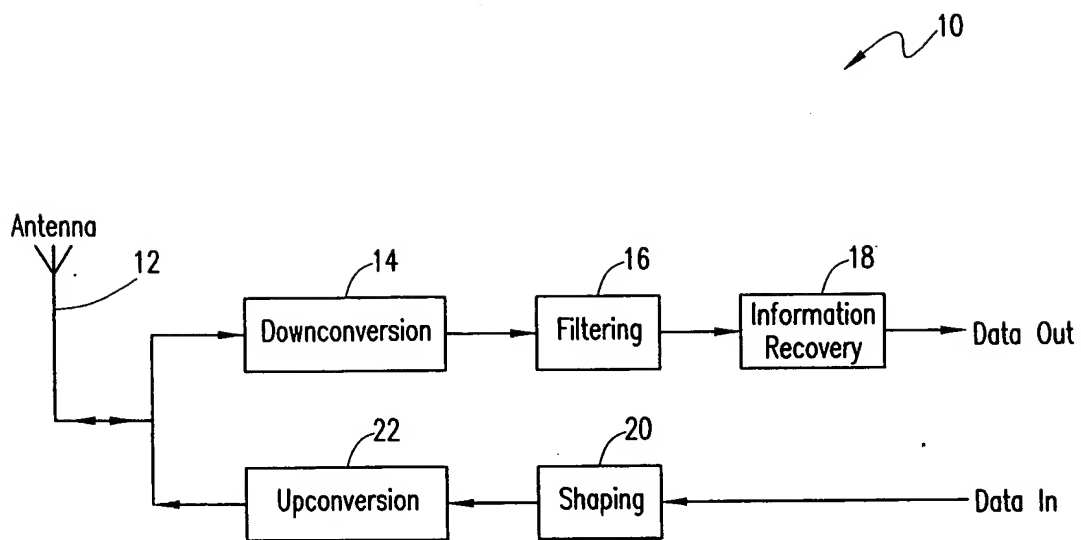 10
Antenna
12
14
16
18
Downconversion
Filtering
Information
Recovery
Data Out
22
20
Upconversion
Shaping
Data In